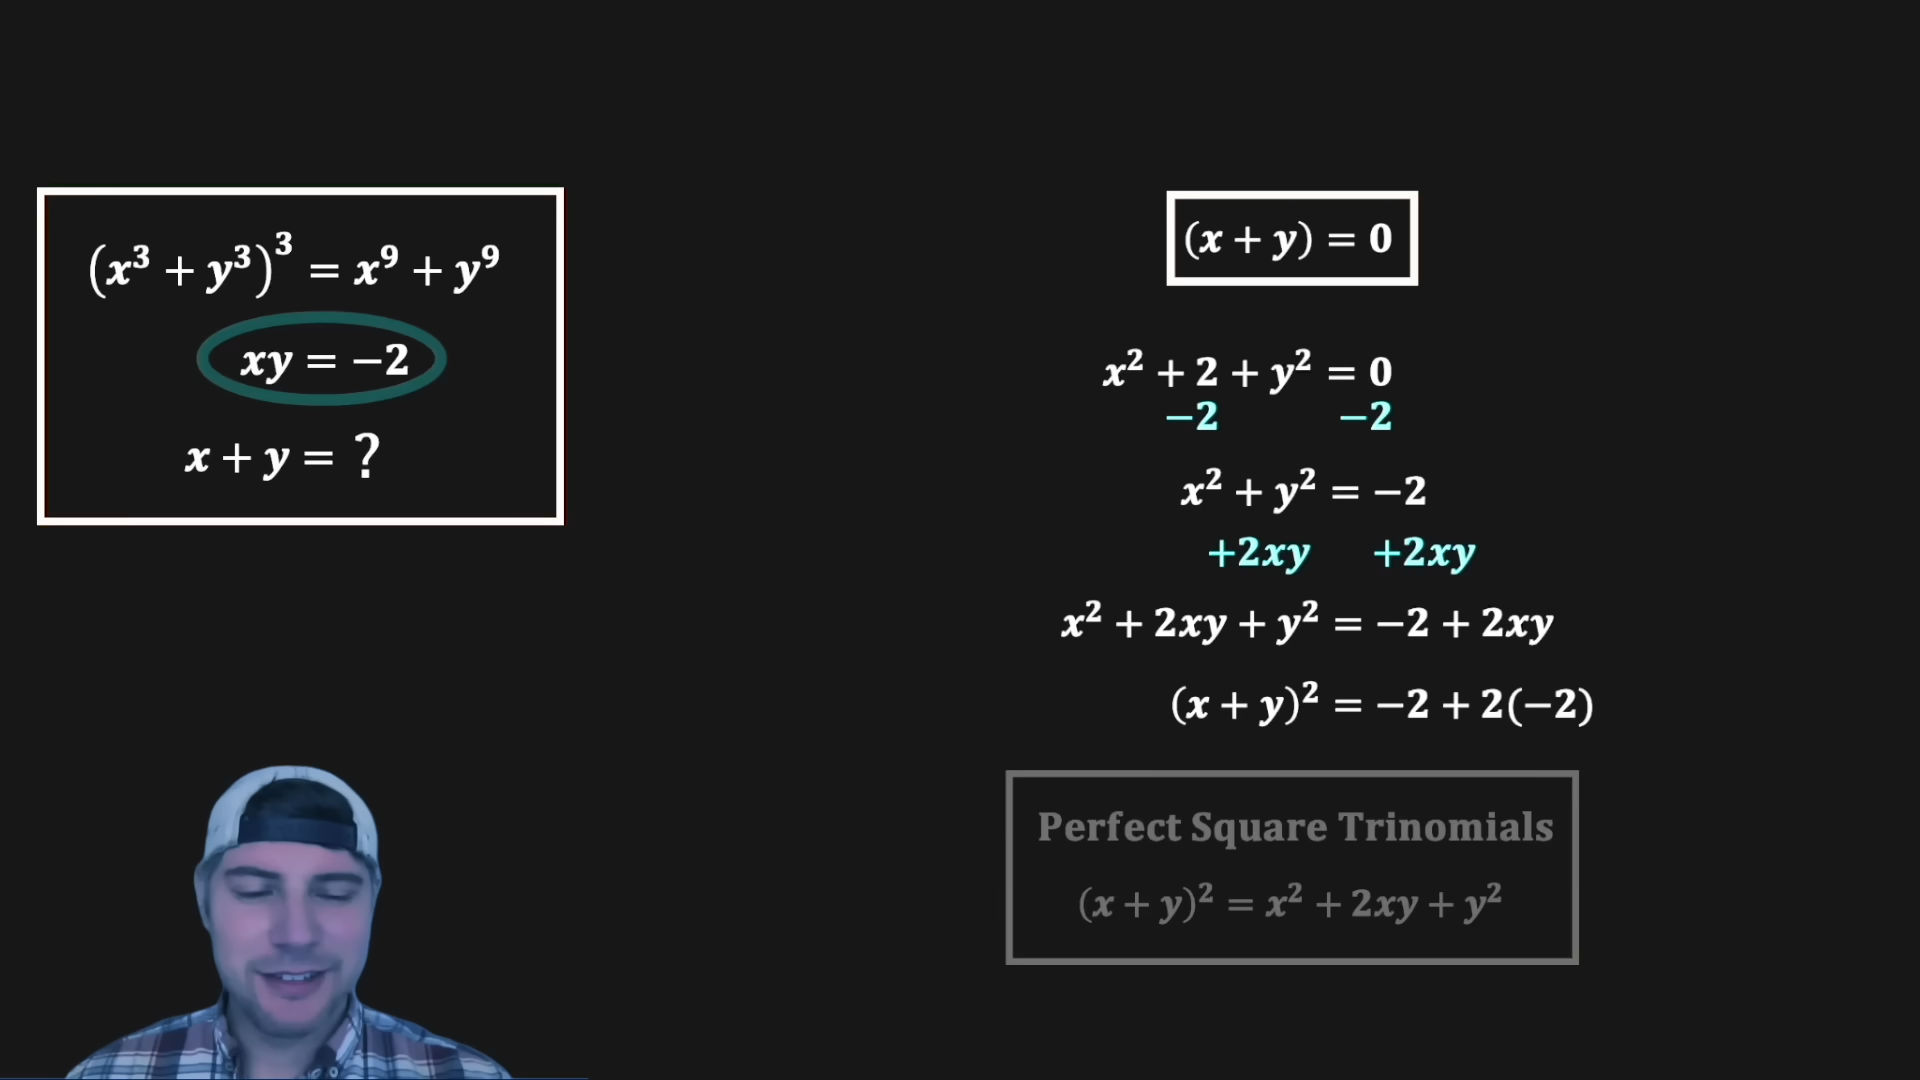 (x³ + y³)³ = x⁹ + y⁹
xy = −2
x + y = ?
(x + y) = 0
x² + 2 + y² = 0
−2 −2
x² + y² = −2
+2xy +2xy
x² + 2xy + y² = −2 + 2xy
(x + y)² = −2 + 2(−2)
Perfect Square Trinomials
(x + y)² = x² + 2xy + y²